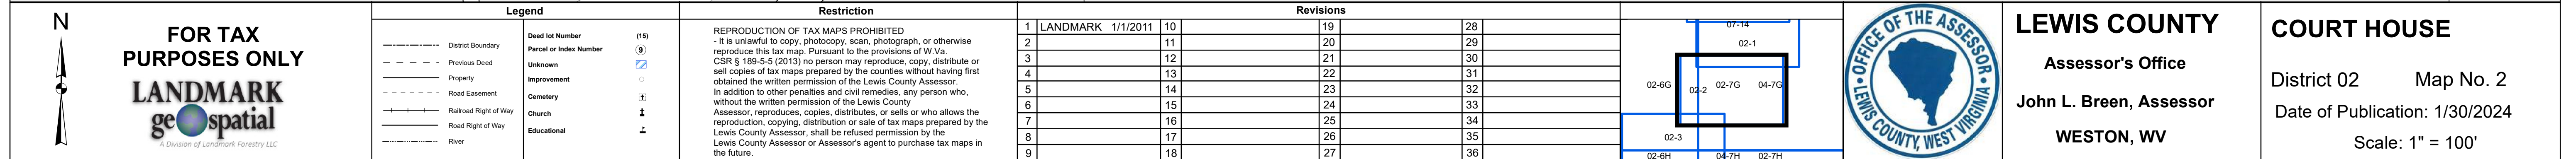 N
FOR TAX
PURPOSES ONLY
LANDMARK
geospatial
A Division of Landmark Forestry LLC
Legend
District Boundary
Previous Deed
Property
Road Easement
Railroad Right of Way
Road Right of Way
River
Deed lot Number (15)
Parcel or Index Number 9
Unknown
Improvement
Cemetery
Church
Educational
Restriction
REPRODUCTION OF TAX MAPS PROHIBITED
- It is unlawful to copy, photocopy, scan, photograph, or otherwise
reproduce this tax map. Pursuant to the provisions of W.Va.
CSR § 189-5-5 (2013) no person may reproduce, copy, distribute or
sell copies of tax maps prepared by the counties without having first
obtained the written permission of the Lewis County Assessor.
In addition to other penalties and civil remedies, any person who,
without the written permission of the Lewis County
Assessor, reproduces, copies, distributes, or sells or who allows the
reproduction, copying, distribution or sale of tax maps prepared by the
Lewis County Assessor, shall be refused permission by the
Lewis County Assessor or Assessor's agent to purchase tax maps in
the future.
Revisions
1 LANDMARK 1/1/2011 10 19 28
2 11 20 29
3 12 21 30
4 13 22 31
5 14 23 32
6 15 24 33
7 16 25 34
8 17 26 35
9 18 27 36
07-14
02-1
02-6G 02-2 02-7G 04-7G
02-3
02-6H 04-7H 02-7H
OFFICE OF THE ASSESSOR
LEWIS COUNTY, WEST VIRGINIA
LEWIS COUNTY
Assessor's Office
John L. Breen, Assessor
WESTON, WV
COURT HOUSE
District 02 Map No. 2
Date of Publication: 1/30/2024
Scale: 1" = 100'